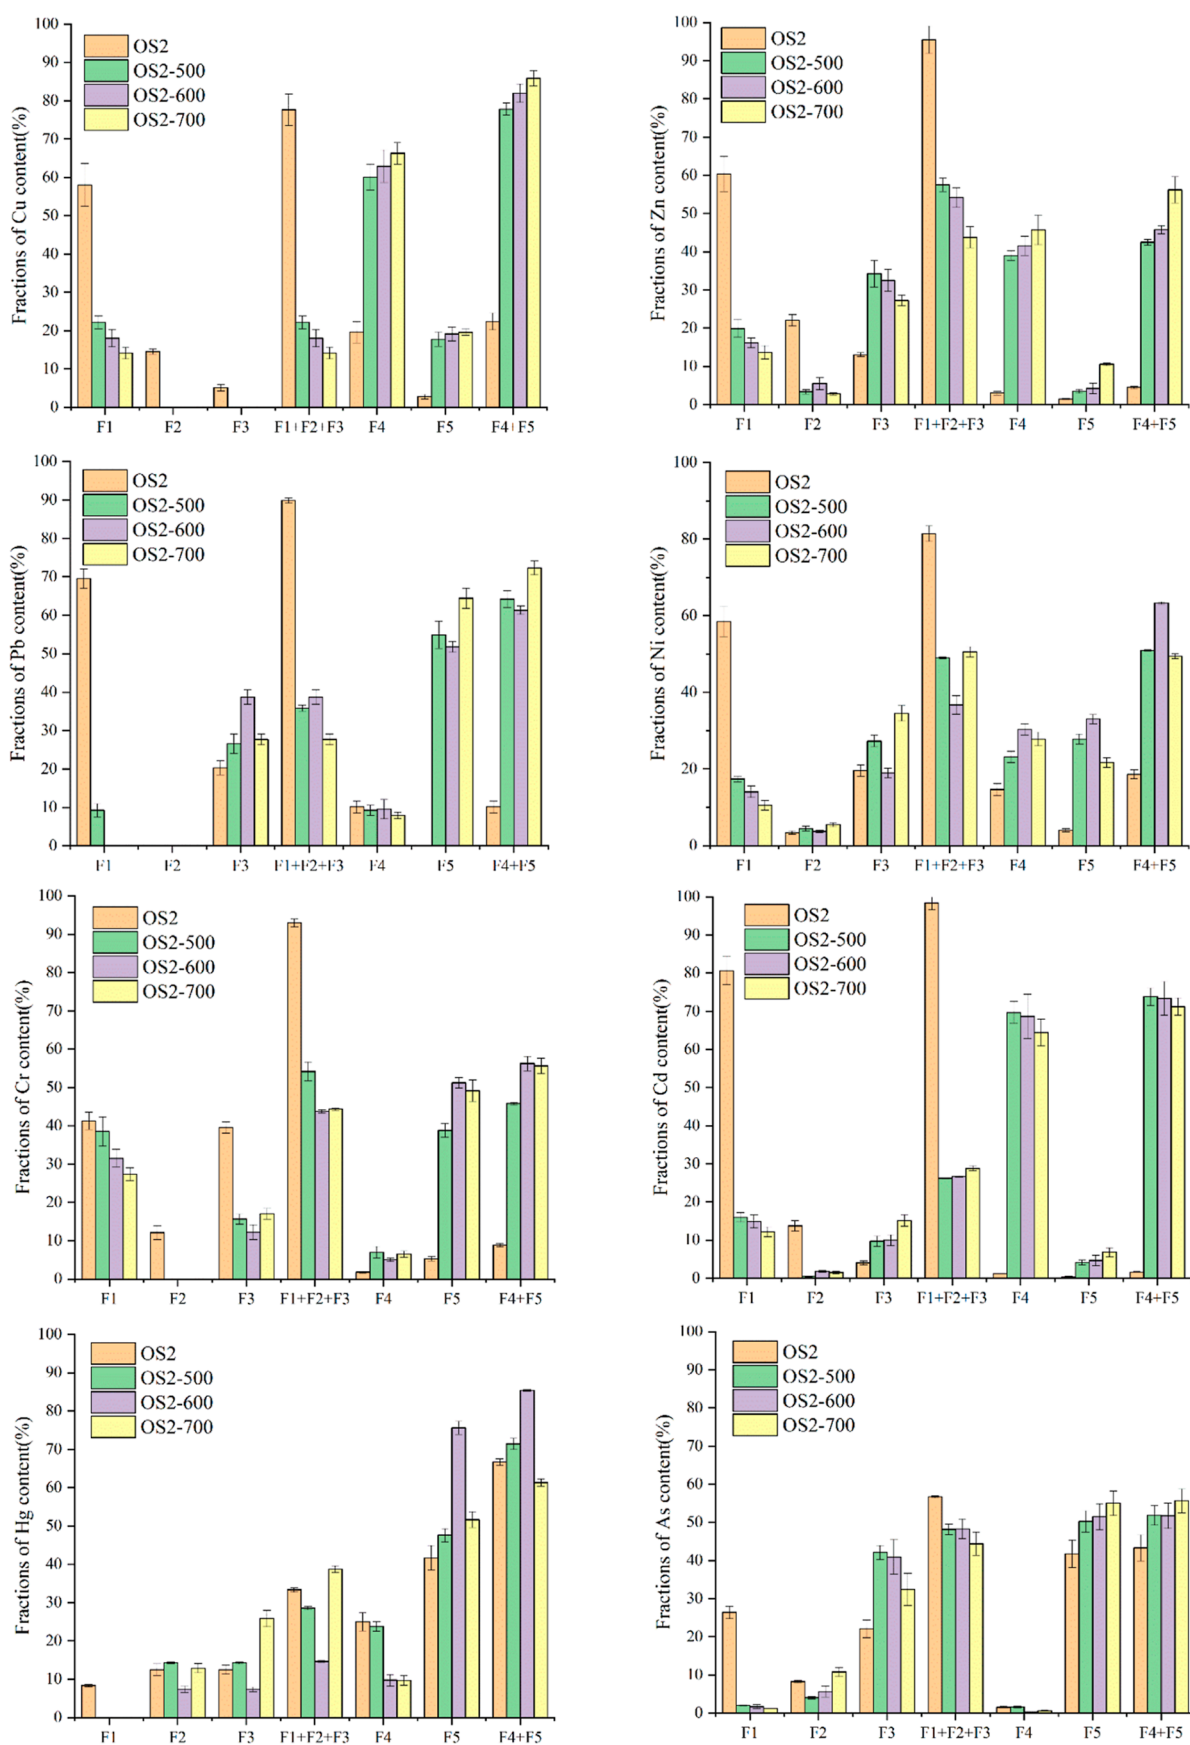 Fractions of Cu content(%)
100
90
80
70
60
50
40
30
20
10
0
OS2
OS2-500
OS2-600
OS2-700
F1 F2 F3 F1+F2+F3 F4 F5 F4+F5
Fractions of Zn content(%)
100
90
80
70
60
50
40
30
20
10
0
OS2
OS2-500
OS2-600
OS2-700
F1 F2 F3 F1+F2+F3 F4 F5 F4+F5
Fractions of Pb content(%)
100
90
80
70
60
50
40
30
20
10
0
OS2
OS2-500
OS2-600
OS2-700
F1 F2 F3 F1+F2+F3 F4 F5 F4+F5
Fractions of Ni content(%)
100
80
60
40
20
0
OS2
OS2-500
OS2-600
OS2-700
F1 F2 F3 F1+F2+F3 F4 F5 F4+F5
Fractions of Cr content(%)
100
90
80
70
60
50
40
30
20
10
0
OS2
OS2-500
OS2-600
OS2-700
F1 F2 F3 F1+F2+F3 F4 F5 F4+F5
Fractions of Cd content(%)
100
90
80
70
60
50
40
30
20
10
0
OS2
OS2-500
OS2-600
OS2-700
F1 F2 F3 F1+F2+F3 F4 F5 F4+F5
Fractions of Hg content(%)
100
90
80
70
60
50
40
30
20
10
0
OS2
OS2-500
OS2-600
OS2-700
F1 F2 F3 F1+F2+F3 F4 F5 F4+F5
Fractions of As content(%)
100
90
80
70
60
50
40
30
20
10
0
OS2
OS2-500
OS2-600
OS2-700
F1 F2 F3 F1+F2+F3 F4 F5 F4+F5